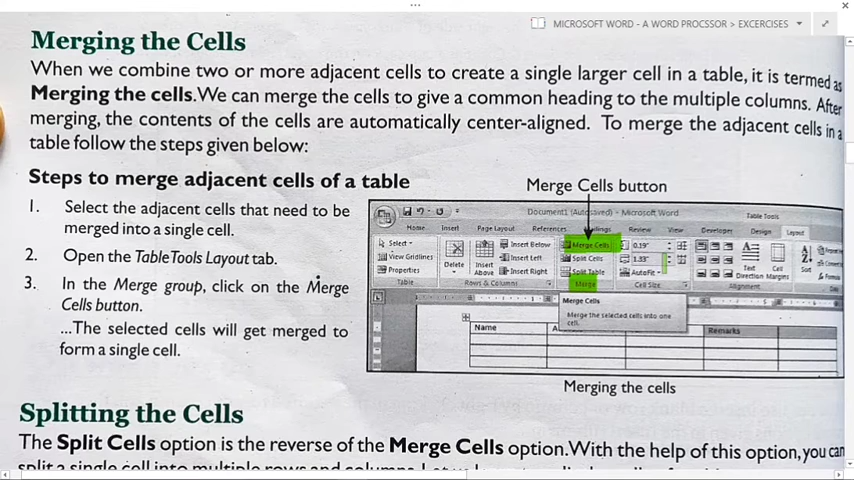 MICROSOFT WORD - A WORD PROCSSOR > EXCERCISES
Merging the Cells
When we combine two or more adjacent cells to create a single larger cell in a table, it is termed as
Merging the cells. We can merge the cells to give a common heading to the multiple columns. After
merging, the contents of the cells are automatically center-aligned. To merge the adjacent cells in a
table follow the steps given below:
Steps to merge adjacent cells of a table
1. Select the adjacent cells that need to be
merged into a single cell.
2. Open the Table Tools Layout tab.
3. In the Merge group, click on the Merge
Cells button.
...The selected cells will get merged to
form a single cell.
Merge Cells button
Document1 (Autosaved) - Microsoft Word
Table Tools
Home Insert Page Layout References Review View Developer Design Layout
Select
View Gridlines
Properties
Table
Delete
Insert
Above
Insert Below
Insert Left
Insert Right
Rows & Columns
Merge Cells
Split Cells
Split Table
Merge
0.19"
1.33"
AutoFit
Cell Size
Text
Direction
Cell
Margins
Alignment
Sort
Merge Cells
Merge the selected cells into one
cell.
Name
Remarks
Merging the cells
Splitting the Cells
The Split Cells option is the reverse of the Merge Cells option. With the help of this option, you can
split a single cell into multiple rows and columns.